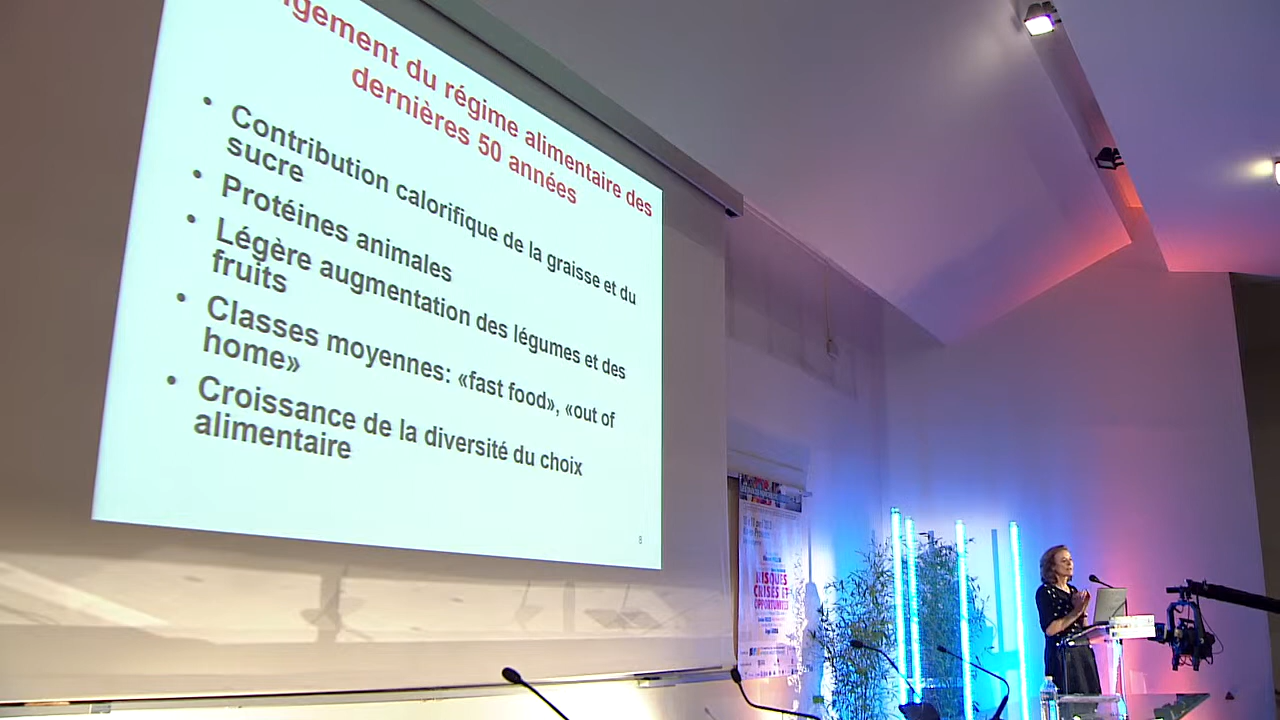 gement du régime alimentaire des
dernières 50 années
• Contribution calorifique de la graisse et du
sucre
• Protéines animales
• Légère augmentation des légumes et des
fruits
• Classes moyennes: «fast food», «out of
home»
• Croissance de la diversité du choix
alimentaire
8
RISQUES
CRISES ET
OPPORTUNITÉS